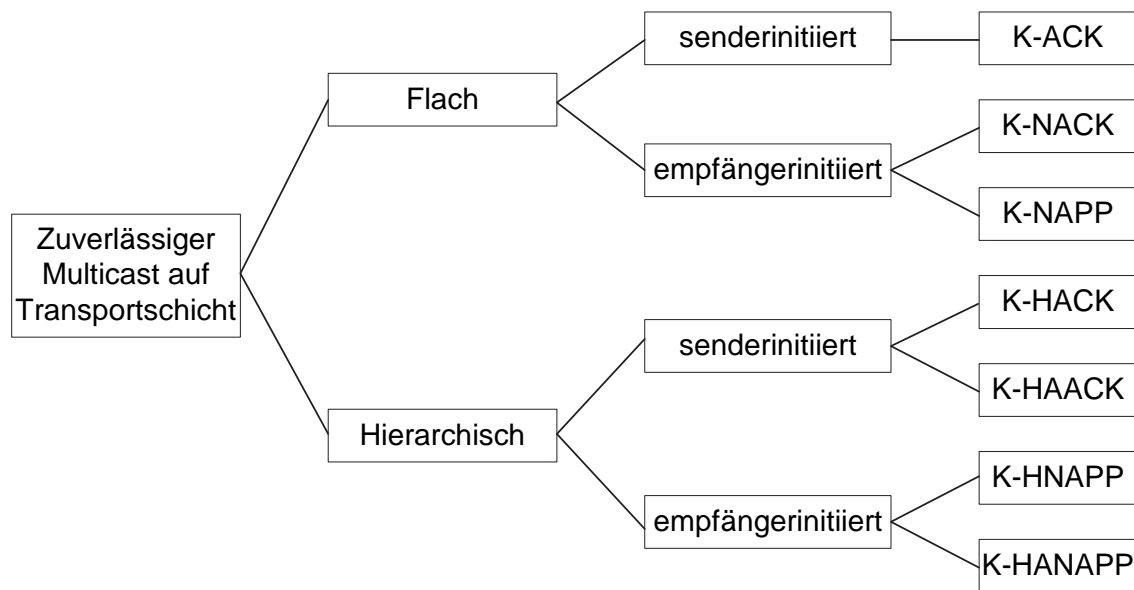 Zuverlässiger
Multicast auf
Transportschicht
Flach
Hierarchisch
senderinitiiert
empfängerinitiiert
senderinitiiert
empfängerinitiiert
K-ACK
K-NACK
K-NAPP
K-HACK
K-HAACK
K-HNAPP
K-HANAPP